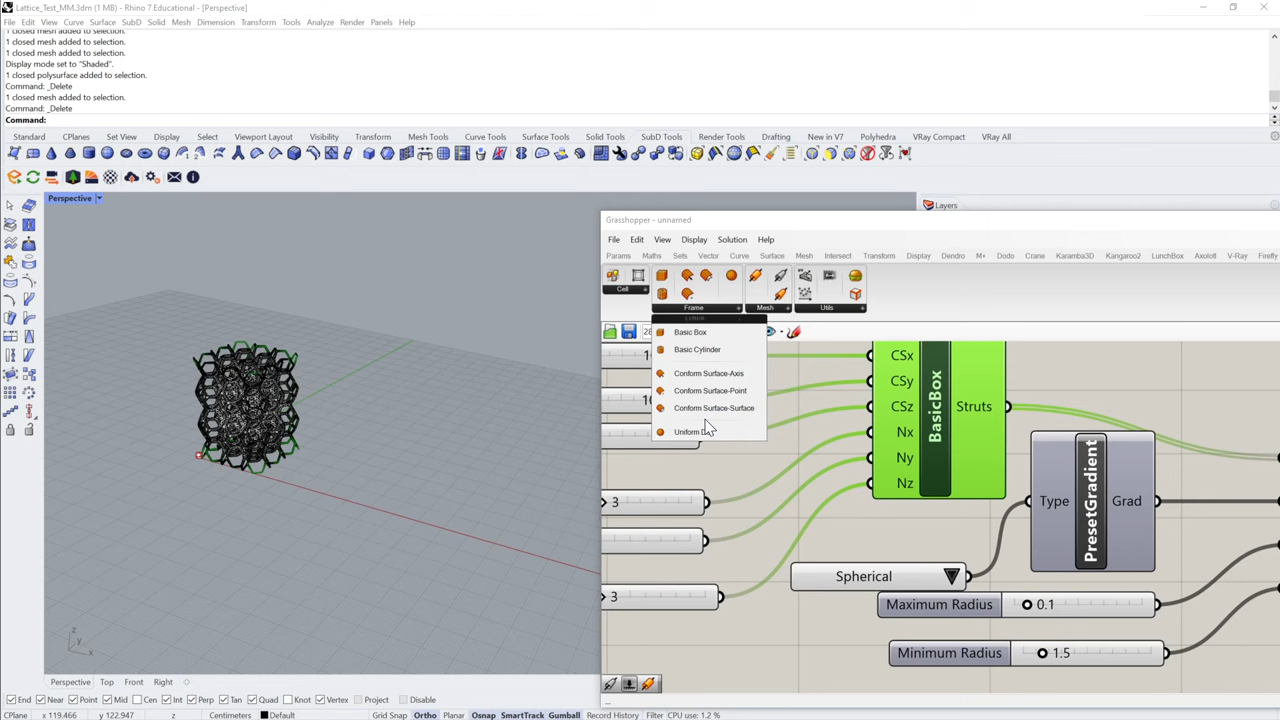 Lattice_Test_MM.3dm (1 MB) - Rhino 7 Educational - [Perspective]
File Edit View Curve Surface SubD Solid Mesh Dimension Transform Tools Analyze Render Panels Help
1 closed mesh added to selection.
1 closed mesh added to selection.
1 closed mesh added to selection.
Display mode set to "Shaded".
1 closed polysurface added to selection.
Command: _Delete
1 closed mesh added to selection.
Command: _Delete
Command:
Standard CPlanes Set View Display Select Viewport Layout Visibility Transform Mesh Tools Curve Tools Surface Tools Solid Tools SubD Tools Render Tools Drafting New in V7 Polyhedra VRay Compact VRay All
Perspective
Layers
Grasshopper - unnamed
File Edit View Display Solution Help
Params Maths Sets Vector Curve Surface Mesh Intersect Transform Display Dendro M+ Dodo Crane Karamba3D Kangaroo2 LunchBox Axolotl V-Ray Firefly
Cell Frame Mesh Utils
Basic Box
Basic Cylinder
Conform Surface-Axis
Conform Surface-Point
Conform Surface-Surface
Uniform
28
10
10
CSx
CSy
CSz
Nx
Ny
Nz
BasicBox
Struts
3
3
Type
PresetGradient
Grad
Spherical
Maximum Radius 0.1
Minimum Radius 1.5
z
y
x
Perspective Top Front Right
End Near Point Mid Cen Int Perp Tan Quad Knot Vertex Project Disable
CPlane x 119.466 y 122.947 z Centimeters Default Grid Snap Ortho Planar Osnap SmartTrack Gumball Record History Filter CPU use: 1.2 %